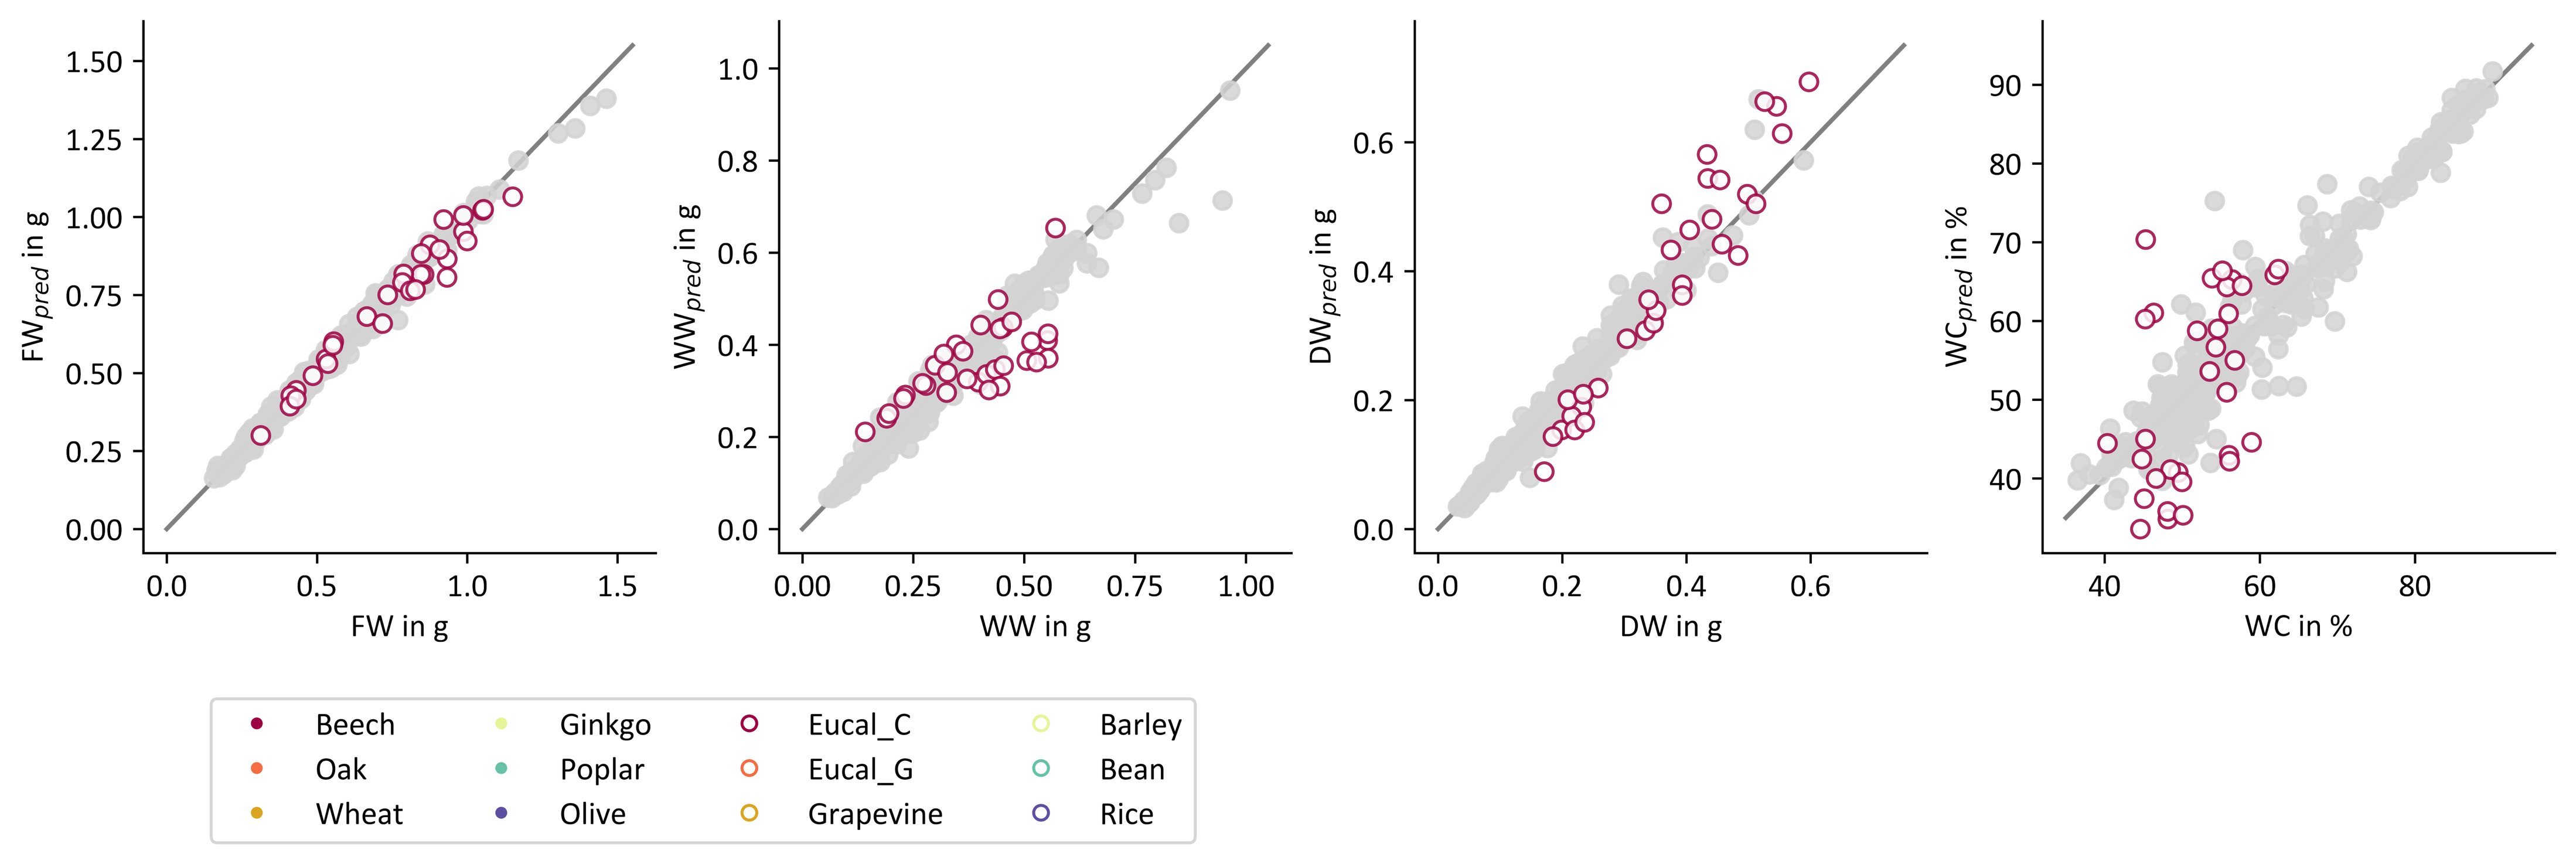 1.50
1.25
1.00
0.75
0.50
0.25
0.00
FWpred in g
0.0 0.5 1.0 1.5
FW in g
1.0
0.8
0.6
0.4
0.2
0.0
WWpred in g
0.00 0.25 0.50 0.75 1.00
WW in g
0.6
0.4
0.2
0.0
DWpred in g
0.0 0.2 0.4 0.6
DW in g
90
80
70
60
50
40
WCpred in %
40 60 80
WC in %
Beech Ginkgo Eucal_C Barley
Oak Poplar Eucal_G Bean
Wheat Olive Grapevine Rice